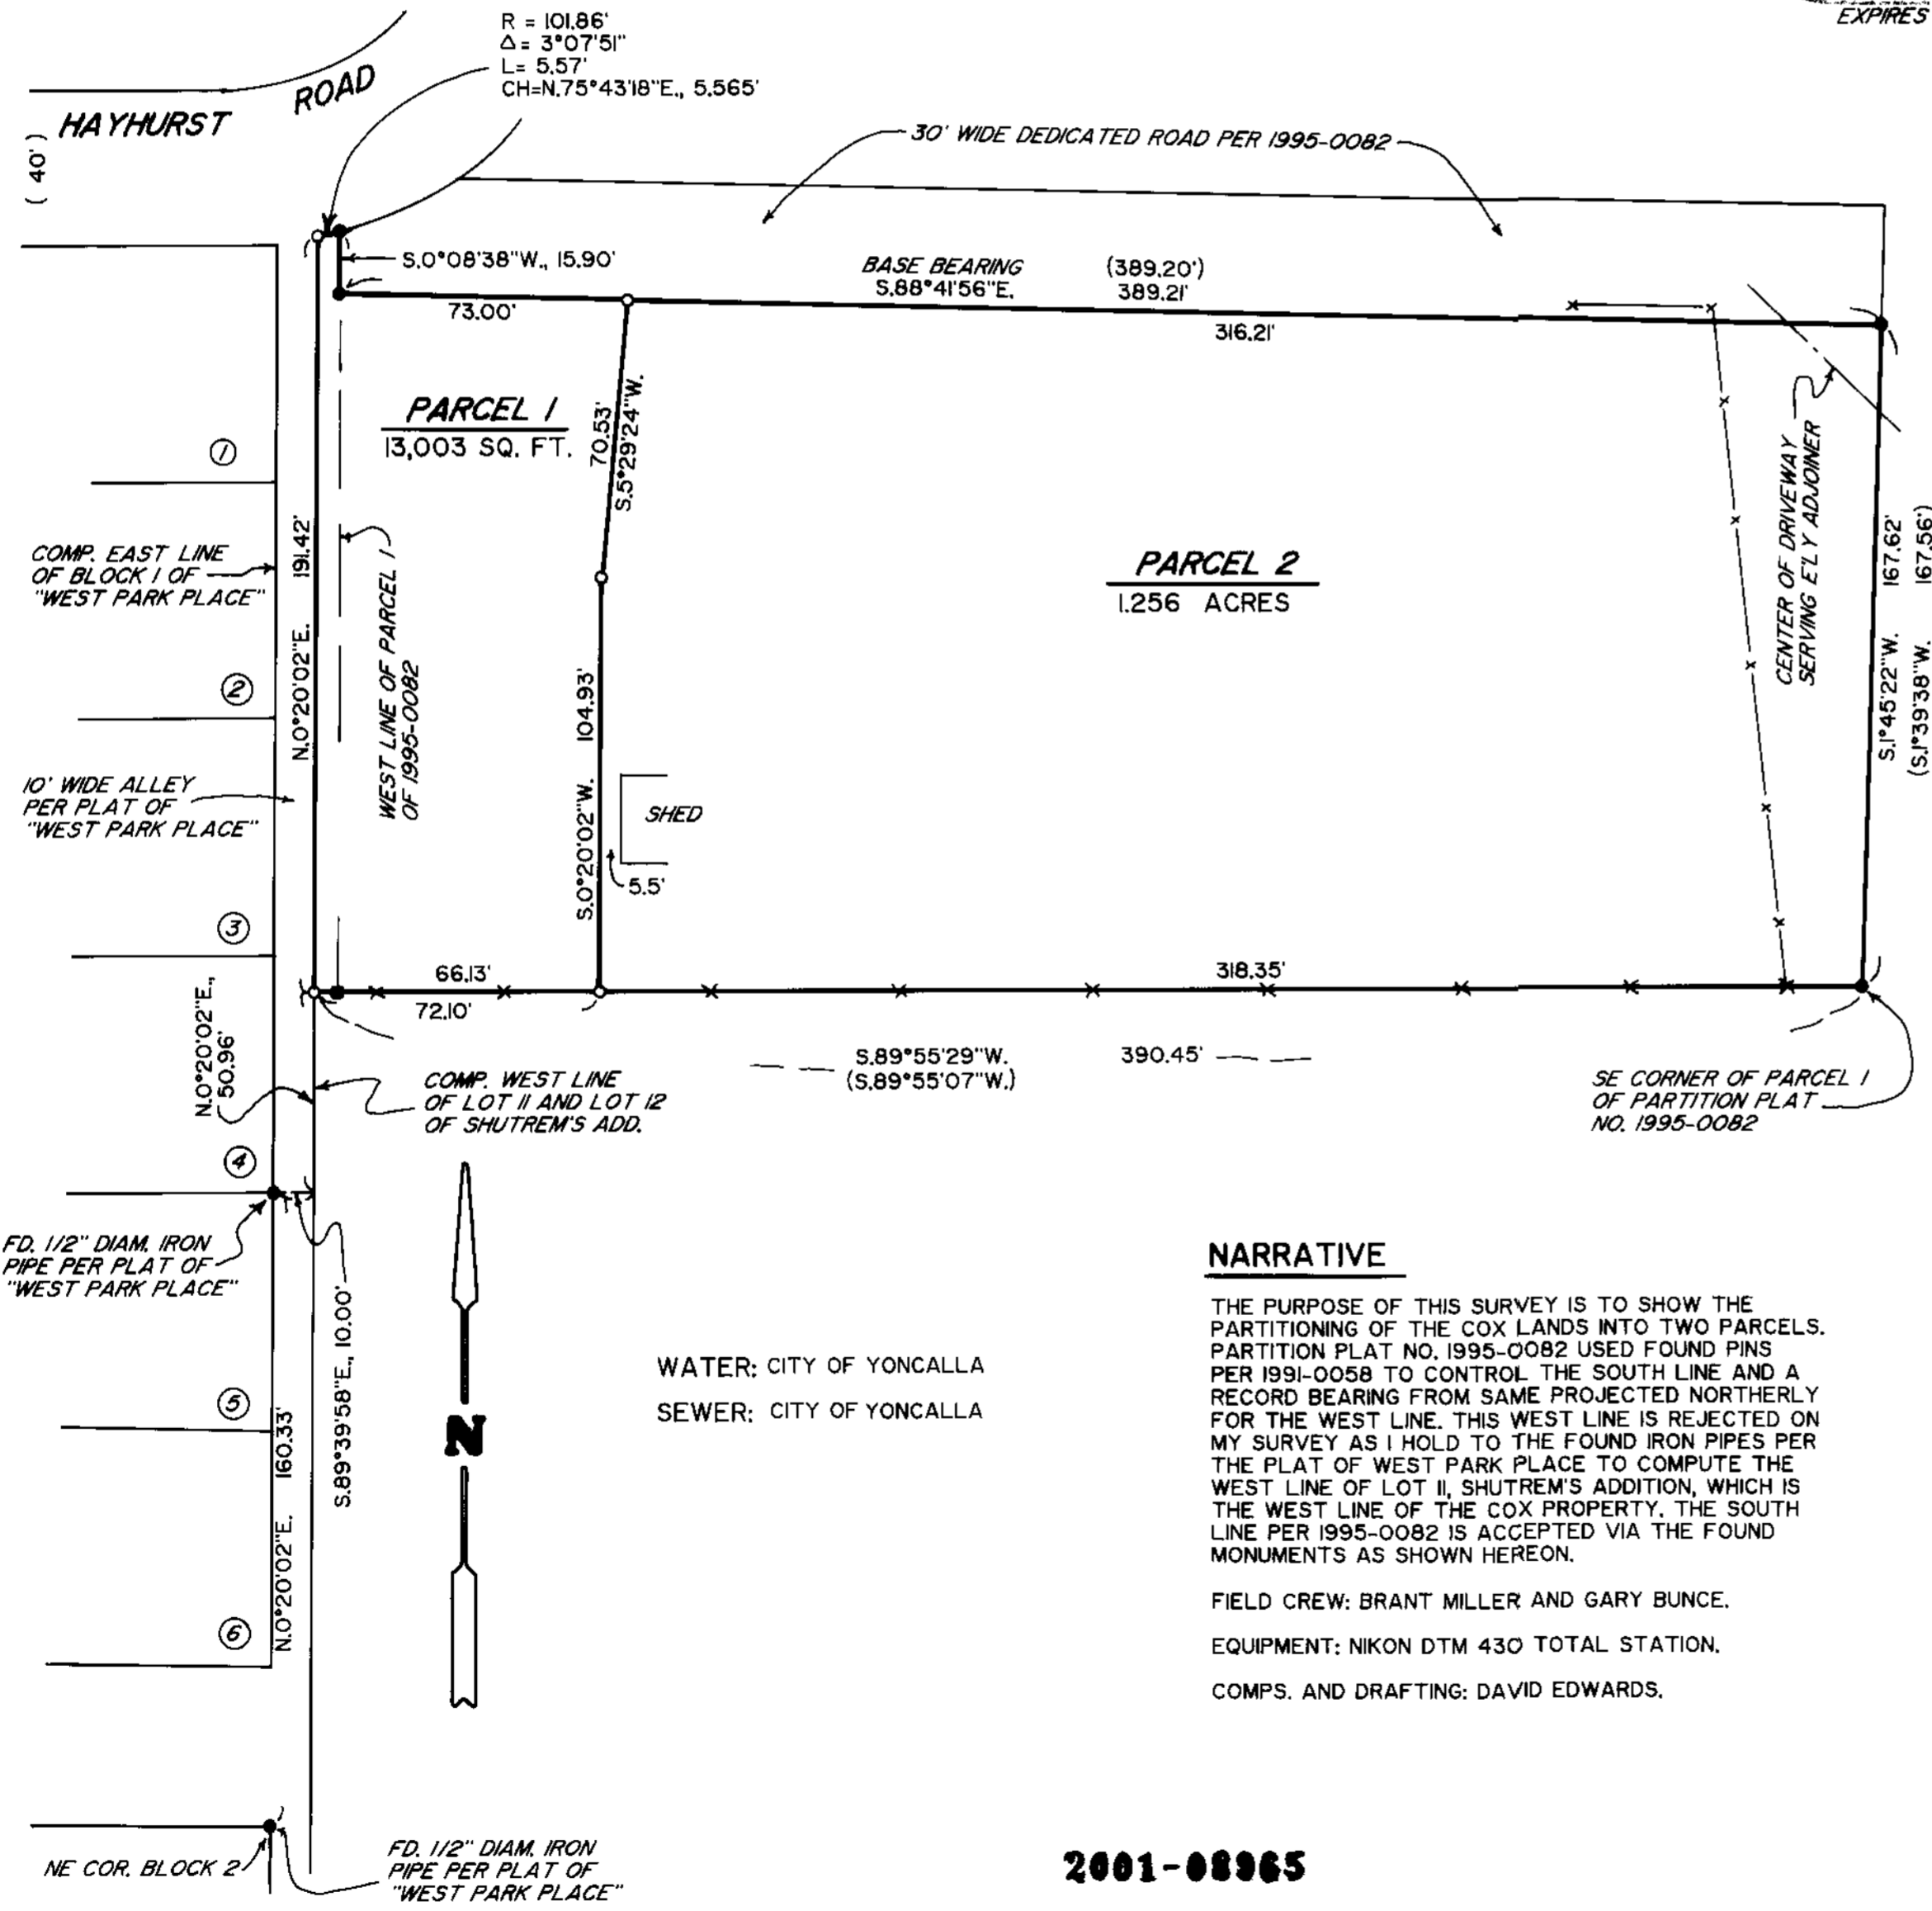 EXPIRES
R = 101.86'
Δ = 3°07'51"
L= 5.57'
CH=N.75°43'18"E., 5.565'
HAYHURST ROAD
( 40' )
30' WIDE DEDICATED ROAD PER 1995-0082
S.0°08'38"W., 15.90'
BASE BEARING (389.20')
S.88°41'56"E. 389.21'
73.00'
316.21'
PARCEL 1
13,003 SQ. FT.
70.53'
S.5°29'24"W.
PARCEL 2
1.256 ACRES
CENTER OF DRIVEWAY
SERVING E'LY ADJOINER
S.1°45'22"W. 167.62'
(S.1°39'38"W. 167.56')
1
COMP. EAST LINE
OF BLOCK 1 OF
"WEST PARK PLACE"
N.0°20'02"E. 191.42'
WEST LINE OF PARCEL 1
OF 1995-0082
2
10' WIDE ALLEY
PER PLAT OF
"WEST PARK PLACE"
S.0°20'02"W. 104.93'
SHED
5.5'
3
66.13'
72.10'
318.35'
N.0°20'02"E.,
50.96'
S.89°55'29"W. 390.45'
(S.89°55'07"W.)
COMP. WEST LINE
OF LOT 11 AND LOT 12
OF SHUTREM'S ADD.
SE CORNER OF PARCEL 1
OF PARTITION PLAT
NO. 1995-0082
4
FD. 1/2" DIAM. IRON
PIPE PER PLAT OF
"WEST PARK PLACE"
S.89°39'58"E., 10.00'
N
WATER: CITY OF YONCALLA
SEWER: CITY OF YONCALLA
5
N.0°20'02"E. 160.33'
6
NARRATIVE
THE PURPOSE OF THIS SURVEY IS TO SHOW THE
PARTITIONING OF THE COX LANDS INTO TWO PARCELS.
PARTITION PLAT NO. 1995-0082 USED FOUND PINS
PER 1991-0058 TO CONTROL THE SOUTH LINE AND A
RECORD BEARING FROM SAME PROJECTED NORTHERLY
FOR THE WEST LINE. THIS WEST LINE IS REJECTED ON
MY SURVEY AS I HOLD TO THE FOUND IRON PIPES PER
THE PLAT OF WEST PARK PLACE TO COMPUTE THE
WEST LINE OF LOT 11, SHUTREM'S ADDITION, WHICH IS
THE WEST LINE OF THE COX PROPERTY. THE SOUTH
LINE PER 1995-0082 IS ACCEPTED VIA THE FOUND
MONUMENTS AS SHOWN HEREON.
FIELD CREW: BRANT MILLER AND GARY BUNCE.
EQUIPMENT: NIKON DTM 430 TOTAL STATION.
COMPS. AND DRAFTING: DAVID EDWARDS.
NE COR. BLOCK 2
FD. 1/2" DIAM. IRON
PIPE PER PLAT OF
"WEST PARK PLACE"
2001-08965